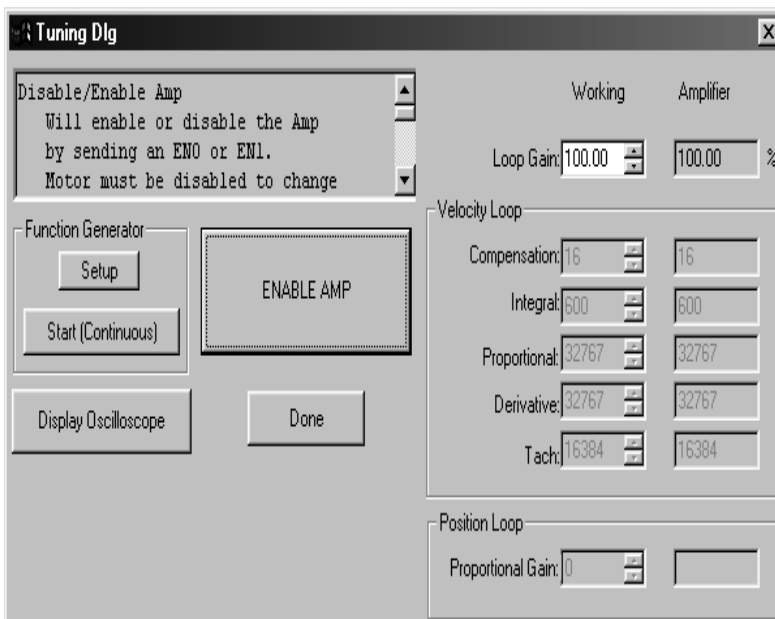 Tuning Dlg
Disable/Enable Amp
Will enable or disable the Amp
by sending an EN0 or EN1.
Motor must be disabled to change
Function Generator
Setup
Start (Continuous)
ENABLE AMP
Display Oscilloscope
Done
Working Amplifier
Loop Gain: 100.00 100.00 %
Velocity Loop
Compensation: 16 16
Integral: 600 600
Proportional: 32767 32767
Derivative: 32767 32767
Tach: 16384 16384
Position Loop
Proportional Gain: 0